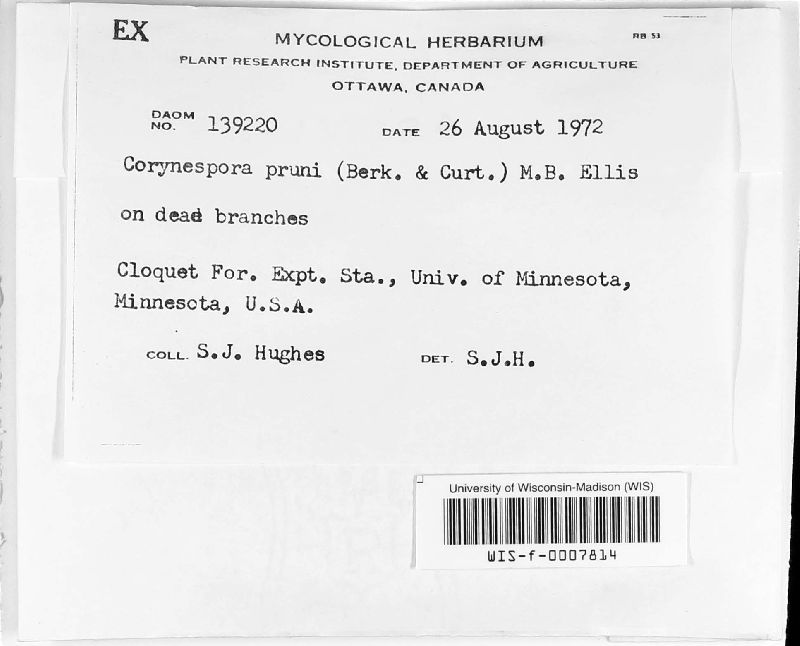 EX
MYCOLOGICAL HERBARIUM
RB 53
PLANT RESEARCH INSTITUTE, DEPARTMENT OF AGRICULTURE
OTTAWA, CANADA
DAOM NO. 139220 DATE 26 August 1972
Corynespora pruni (Berk. & Curt.) M.B. Ellis
on dead branches
Cloquet For. Expt. Sta., Univ. of Minnesota,
Minnesota, U.S.A.
COLL. S.J. Hughes DET. S.J.H.
University of Wisconsin-Madison (WIS)
WIS-f-0007814